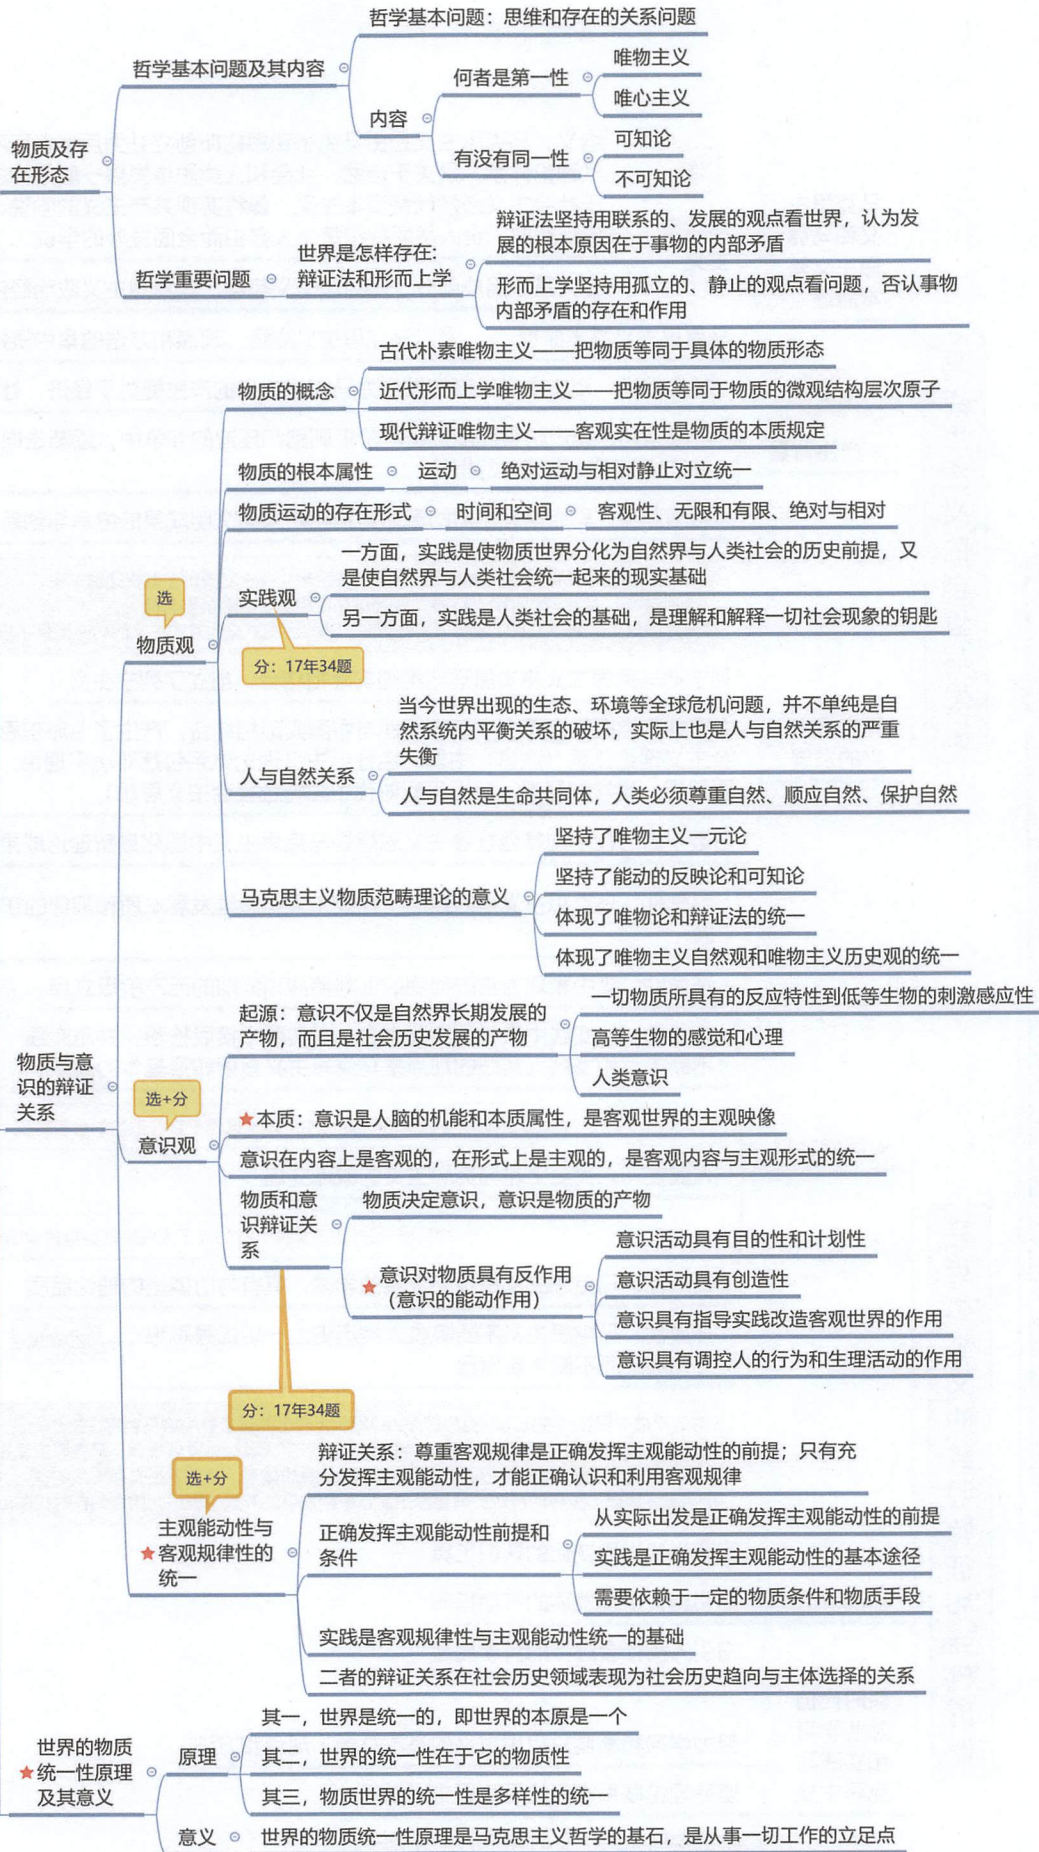 哲学基本问题：思维和存在的关系问题
哲学基本问题及其内容
唯物主义
何者是第一性
唯心主义
内容
可知论
有没有同一性
不可知论
物质及存
在形态
辩证法坚持用联系的、发展的观点看世界，认为发
展的根本原因在于事物的内部矛盾
世界是怎样存在:
辩证法和形而上学
哲学重要问题
形而上学坚持用孤立的、静止的观点看问题，否认事物
内部矛盾的存在和作用
古代朴素唯物主义——把物质等同于具体的物质形态
物质的概念
近代形而上学唯物主义——把物质等同于物质的微观结构层次原子
现代辩证唯物主义——客观实在性是物质的本质规定
物质的根本属性
运动
绝对运动与相对静止对立统一
物质运动的存在形式
时间和空间
客观性、无限和有限、绝对与相对
一方面，实践是使物质世界分化为自然界与人类社会的历史前提，又
是使自然界与人类社会统一起来的现实基础
实践观
另一方面，实践是人类社会的基础，是理解和解释一切社会现象的钥匙
选
物质观
分：17年34题
当今世界出现的生态、环境等全球危机问题，并不单纯是自
然系统内平衡关系的破坏，实际上也是人与自然关系的严重
失衡
人与自然关系
人与自然是生命共同体，人类必须尊重自然、顺应自然、保护自然
坚持了唯物主义一元论
坚持了能动的反映论和可知论
马克思主义物质范畴理论的意义
体现了唯物论和辩证法的统一
体现了唯物主义自然观和唯物主义历史观的统一
一切物质所具有的反应特性到低等生物的刺激感应性
起源：意识不仅是自然界长期发展的
产物，而且是社会历史发展的产物
高等生物的感觉和心理
人类意识
物质与意
识的辩证
关系
选+分
意识观
★本质：意识是人脑的机能和本质属性，是客观世界的主观映像
意识在内容上是客观的，在形式上是主观的，是客观内容与主观形式的统一
物质和意
识辩证关
系
物质决定意识，意识是物质的产物
意识活动具有目的性和计划性
★意识对物质具有反作用
（意识的能动作用）
意识活动具有创造性
意识具有指导实践改造客观世界的作用
意识具有调控人的行为和生理活动的作用
分：17年34题
辩证关系：尊重客观规律是正确发挥主观能动性的前提；只有充
分发挥主观能动性，才能正确认识和利用客观规律
选+分
主观能动性与
★客观规律性的
统一
正确发挥主观能动性前提和
条件
从实际出发是正确发挥主观能动性的前提
实践是正确发挥主观能动性的基本途径
需要依赖于一定的物质条件和物质手段
实践是客观规律性与主观能动性统一的基础
二者的辩证关系在社会历史领域表现为社会历史趋向与主体选择的关系
其一，世界是统一的，即世界的本原是一个
世界的物质
★统一性原理
及其意义
原理
其二，世界的统一性在于它的物质性
其三，物质世界的统一性是多样性的统一
意义
世界的物质统一性原理是马克思主义哲学的基石，是从事一切工作的立足点